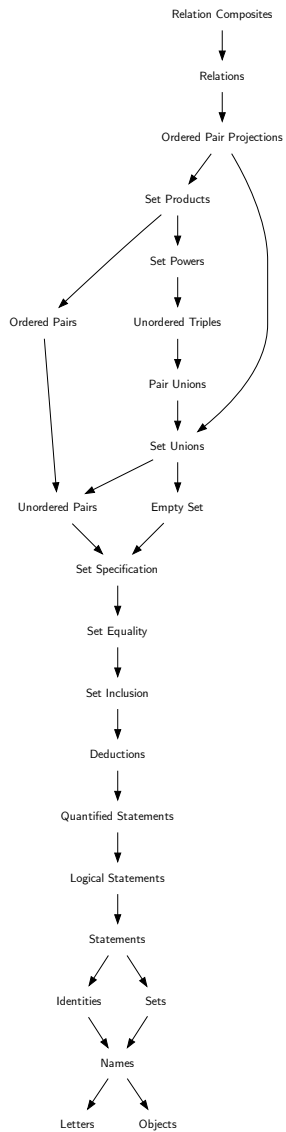 Relation Composites
Relations
Ordered Pair Projections
Set Products
Set Powers
Ordered Pairs
Unordered Triples
Pair Unions
Set Unions
Unordered Pairs
Empty Set
Set Specification
Set Equality
Set Inclusion
Deductions
Quantified Statements
Logical Statements
Statements
Identities
Sets
Names
Letters
Objects